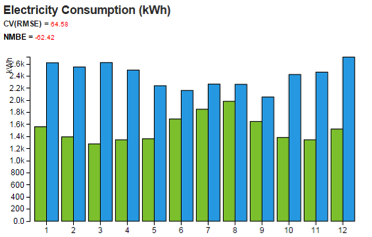 Electricity Consumption (kWh)
CV(RMSE) = 64.58
NMBE = -62.42
kWh
2.6k
2.4k
2.2k
2.0k
1.8k
1.6k
1.4k
1.2k
1.0k
800
600
400
200
0.0
1 2 3 4 5 6 7 8 9 10 11 12